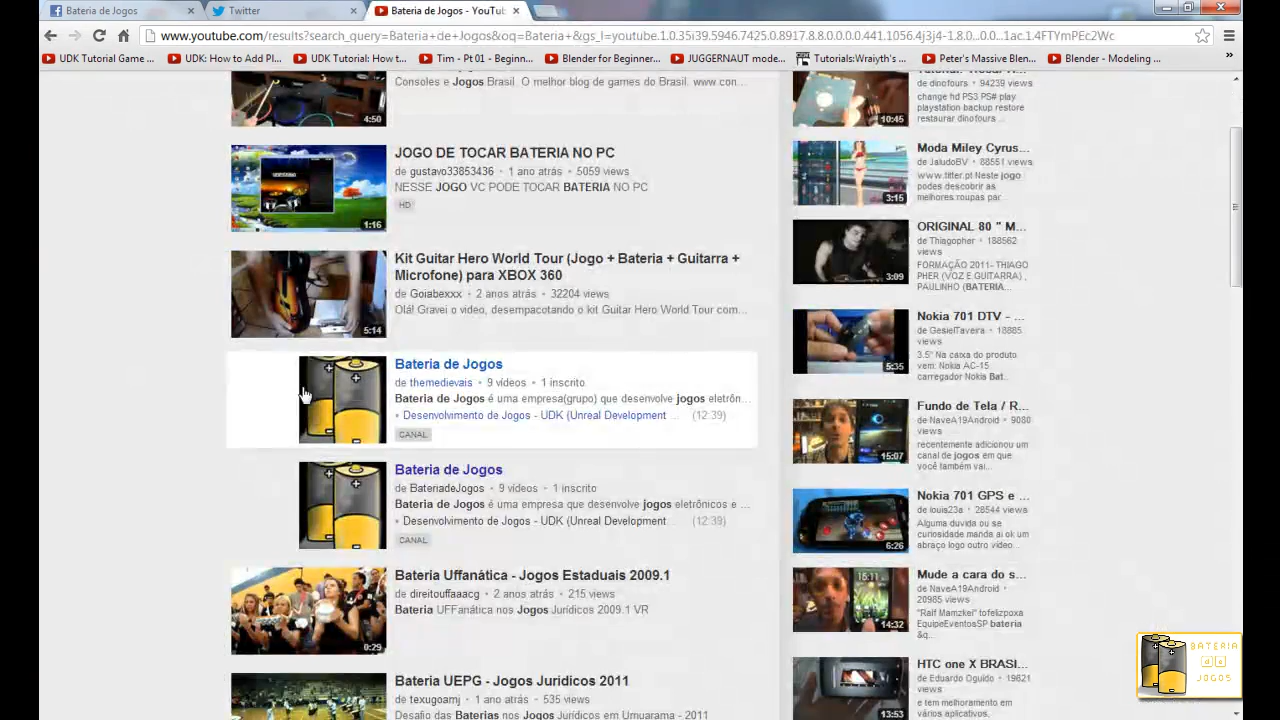 Bateria de Jogos
Twitter
Bateria de Jogos - YouTu
www.youtube.com/results?search_query=Bateria+de+Jogos&oq=Bateria+&gs_l=youtube.1.0.35i39.5946.7425.0.8917.8.8.0.0.0.0.441.1056.4j3j4-1.8.0...0.0...1ac.1.4FTYmPEc2Wc
UDK Tutorial Game ...
UDK: How to Add Pl...
UDK Tutorial: How t...
Tim - Pt 01 - Beginn...
Blender for Beginner...
JUGGERNAUT mode...
Tutorials:Wraiyth's ...
Peter's Massive Blen...
Blender - Modeling ...
»
Consoles e Jogos Brasil. O melhor blog de games do Brasil. www con...
4:50
JOGO DE TOCAR BATERIA NO PC
de gustavo33853436 • 1 ano atrás • 5059 views
NESSE JOGO VC PODE TOCAR BATERIA NO PC
HD
1:16
Kit Guitar Hero World Tour (Jogo + Bateria + Guitarra +
Microfone) para XBOX 360
de Goiabexxx • 2 anos atrás • 32204 views
Olá! Gravei o video, desempacotando o kit Guitar Hero World Tour com...
5:14
Bateria de Jogos
de themedievais • 9 vídeos • 1 inscrito
Bateria de Jogos é uma empresa(grupo) que desenvolve jogos eletrôn...
• Desenvolvimento de Jogos - UDK (Unreal Development ... (12:39)
CANAL
Bateria de Jogos
de BateriadeJogos • 9 vídeos • 1 inscrito
Bateria de Jogos é uma empresa que desenvolve jogos eletrônicos e ...
• Desenvolvimento de Jogos - UDK (Unreal Development ... (12:39)
CANAL
Bateria Uffanática - Jogos Estaduais 2009.1
de direitouffaaacg • 2 anos atrás • 215 views
Bateria UFFanática nos Jogos Jurídicos 2009.1 VR
0:29
Bateria UEPG - Jogos Jurídicos 2011
de texugoamj • 1 ano atrás • 535 views
Desafio das Baterias nos Jogos Jurídicos em Umuarama - 2011
de dinofours • 94239 views
change hd PS3 PS# play
playstation backup restore
restaurar dinofours ...
10:45
Moda Miley Cyrus...
de JaludoBV • 88551 views
www.titter.pt Neste jogo
podes descobrir as
melhores roupas par...
3:15
ORIGINAL 80 " M...
de Thiagopher • 188562
views
FORMAÇÃO 2011- THIAGO
PHER (VOZ E GUITARRA) ,
PAULINHO (BATERIA...
3:09
Nokia 701 DTV - ...
de GesielTaveira • 18885
views
3.5" Na caixa do produto
vem: Nokia AC-15
carregador Nokia Bat...
5:35
Fundo de Tela / R...
de NaveA19Android • 9080
views
recentemente adicionou um
canal de jogos em que
você também vai...
15:07
Nokia 701 GPS e ...
de louis23a • 28544 views
Alguma duvida ou se
curiosidade manda ai ok um
abraço logo outro vídeo...
6:26
Mude a cara do s...
de NaveA19Android •
20985 views
"Raif Mamzkel" tofelizpoxa
EquipeEventosSP bateria
&q...
15:11
14:32
HTC one X BRASI...
de Eduardo Oguido • 19621
views
e tem melhoramento em
vários aplicativos,
13:53
BATERIA
de
JOGOS